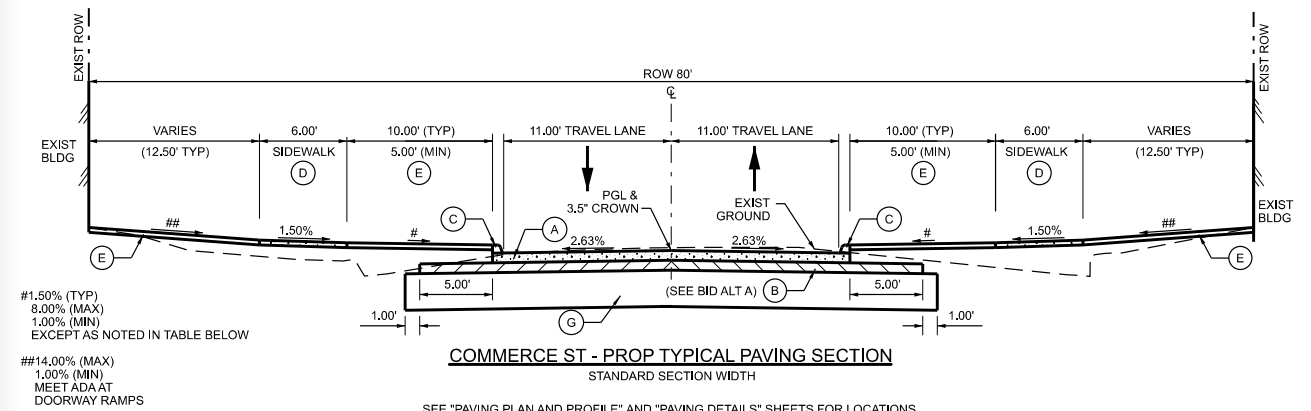 EXIST ROW
EXIST ROW
ROW 80'
CL
VARIES
(12.50' TYP)
6.00'
SIDEWALK
D
10.00' (TYP)
5.00' (MIN)
E
11.00' TRAVEL LANE
11.00' TRAVEL LANE
10.00' (TYP)
5.00' (MIN)
E
6.00'
SIDEWALK
D
VARIES
(12.50' TYP)
EXIST
BLDG
EXIST
BLDG
PGL &
3.5" CROWN
EXIST
GROUND
C
A
C
##
1.50%
#
2.63%
2.63%
#
1.50%
##
E
E
5.00'
(SEE BID ALT A)
B
5.00'
1.00'
G
1.00'
#1.50% (TYP)
8.00% (MAX)
1.00% (MIN)
EXCEPT AS NOTED IN TABLE BELOW
##14.00% (MAX)
1.00% (MIN)
MEET ADA AT
DOORWAY RAMPS
COMMERCE ST - PROP TYPICAL PAVING SECTION
STANDARD SECTION WIDTH
SEE "PAVING PLAN AND PROFILE" AND "PAVING DETAILS" SHEETS FOR LOCATIONS